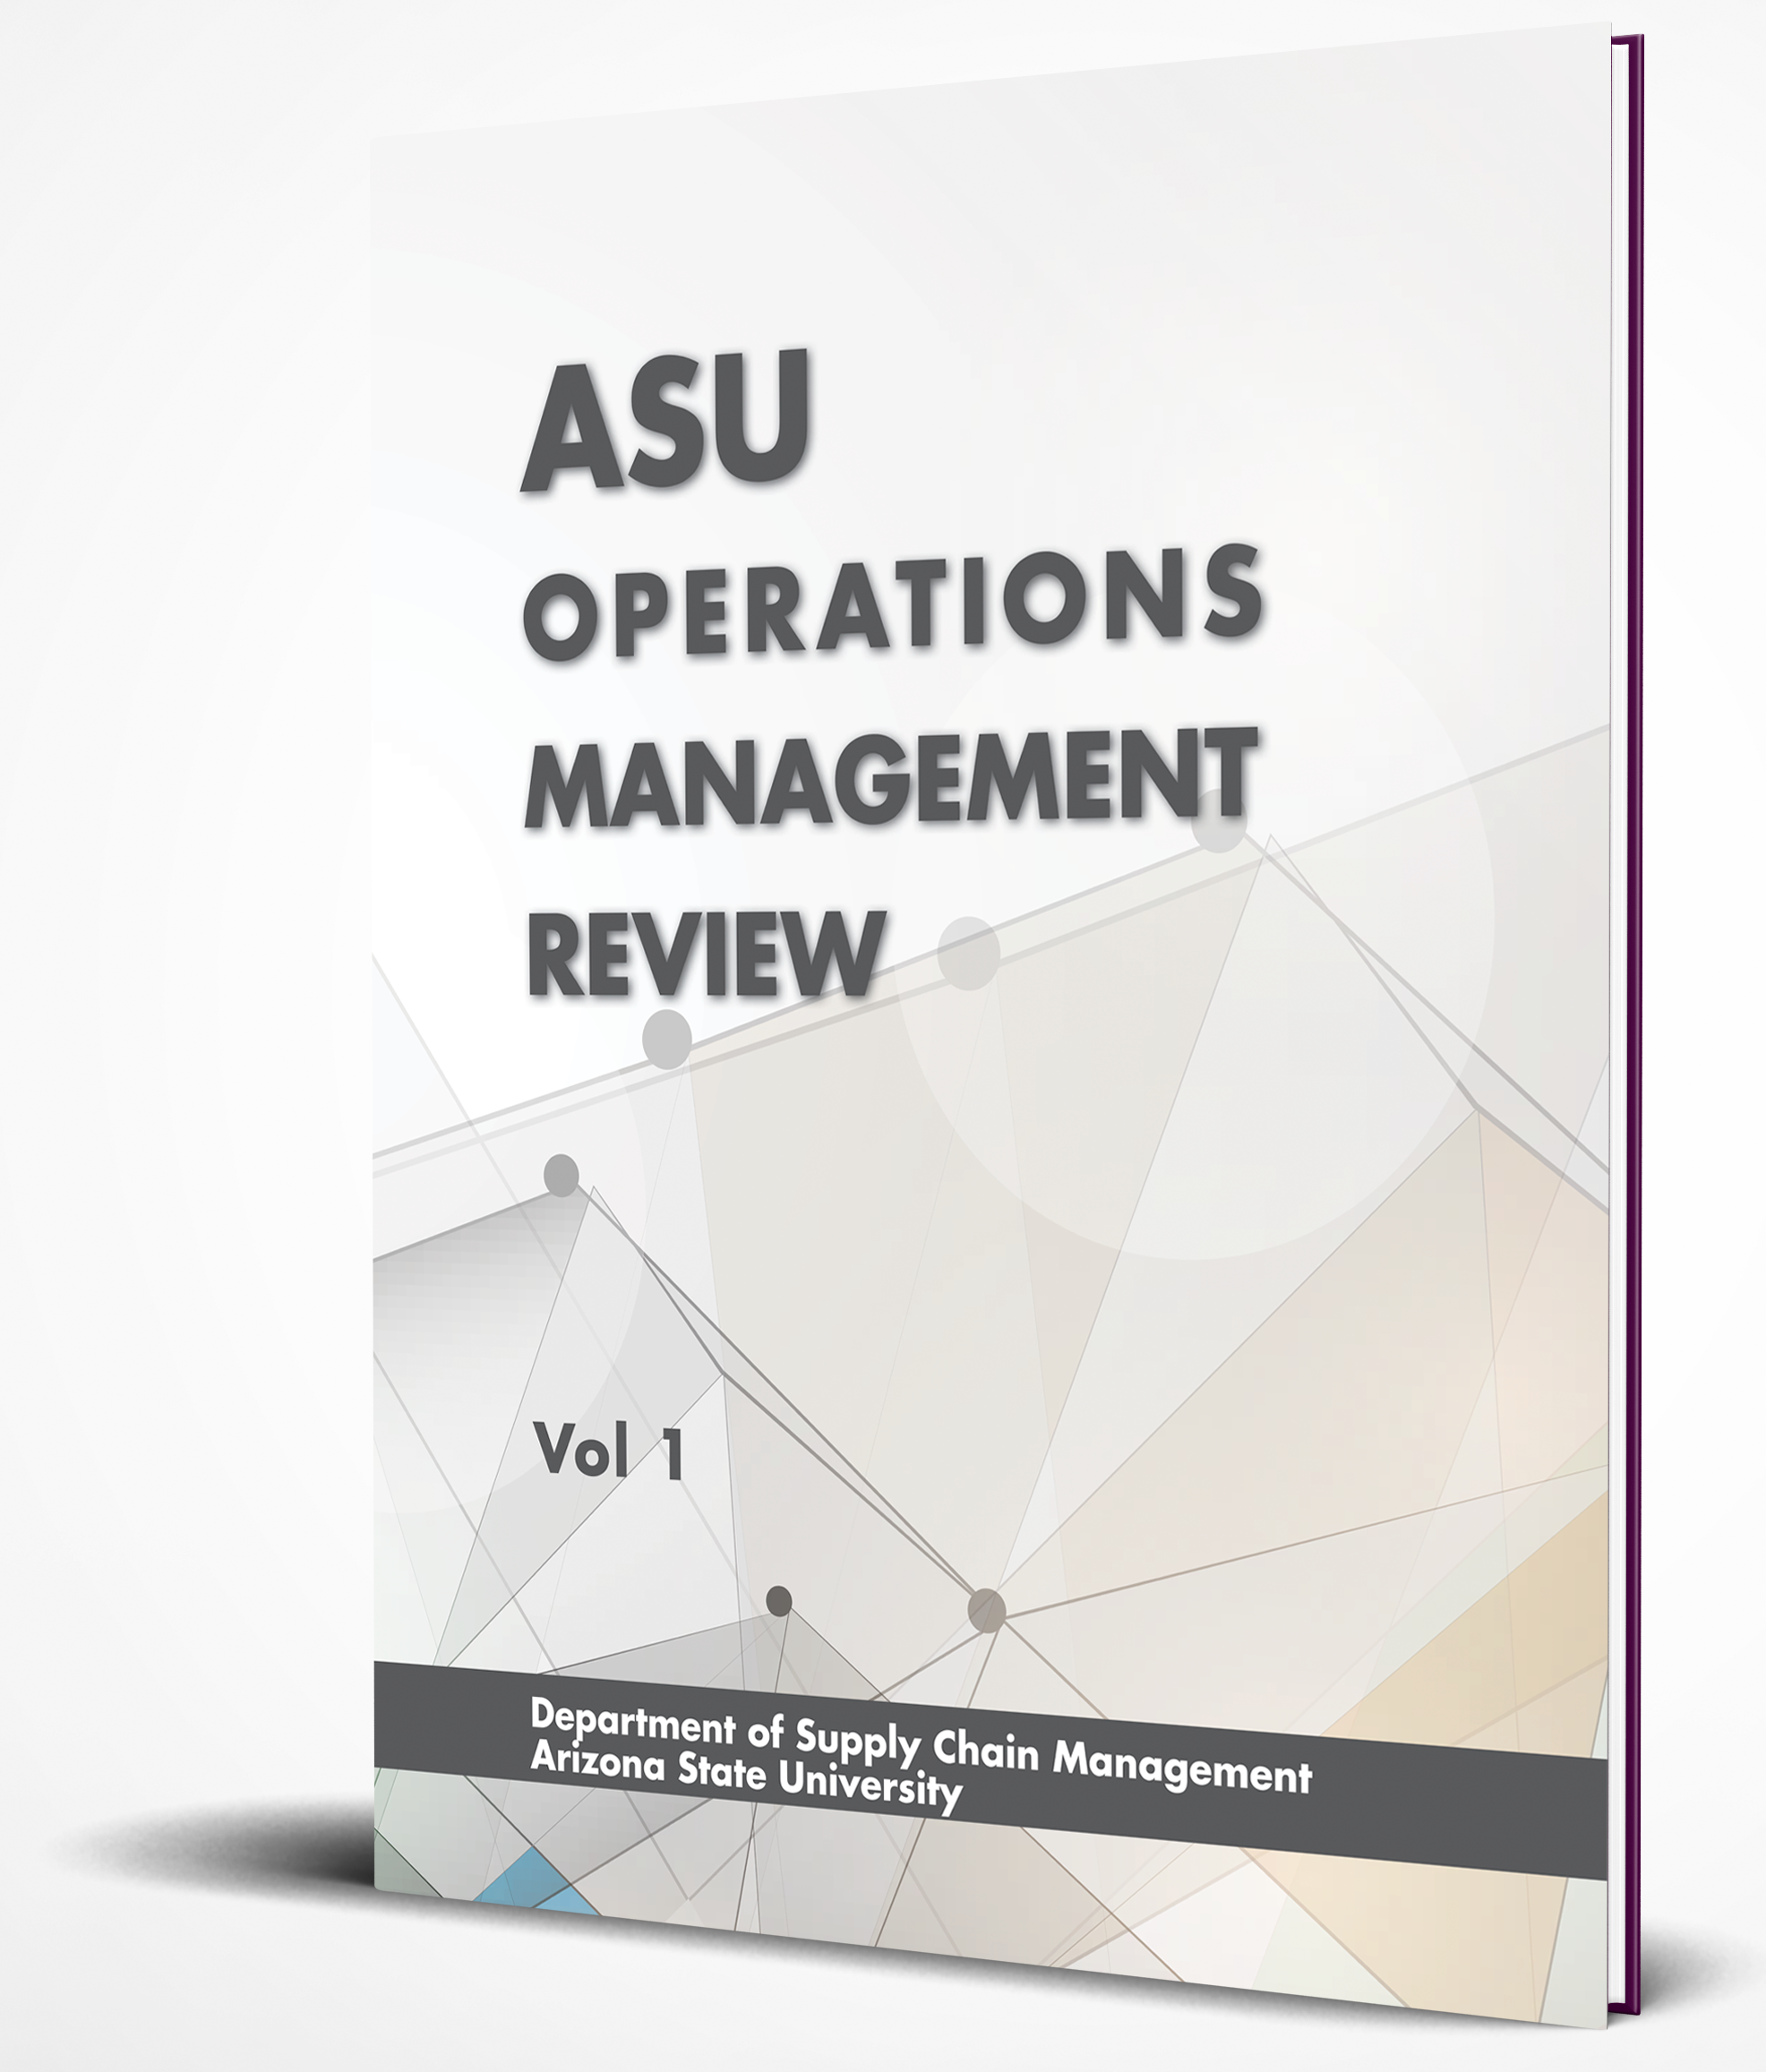 ASU
OPERATIONS
MANAGEMENT
REVIEW
Vol 1
Department of Supply Chain Management
Arizona State University